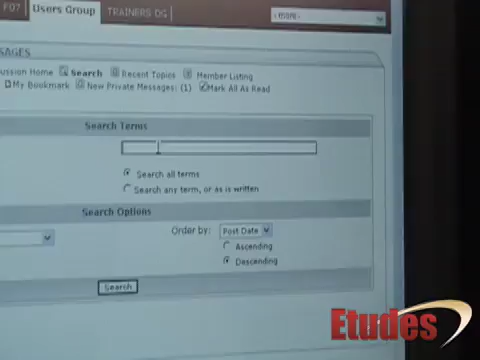 F07 Users Group TRAINERS DG - more -
SAGES
ussion Home Search Recent Topics Member Listing
My Bookmark New Private Messages: (1) Mark All As Read
Search Terms
Search all terms
Search any term, or as is written
Search Options
Order by: Post Date
Ascending
Descending
Search
Etudes